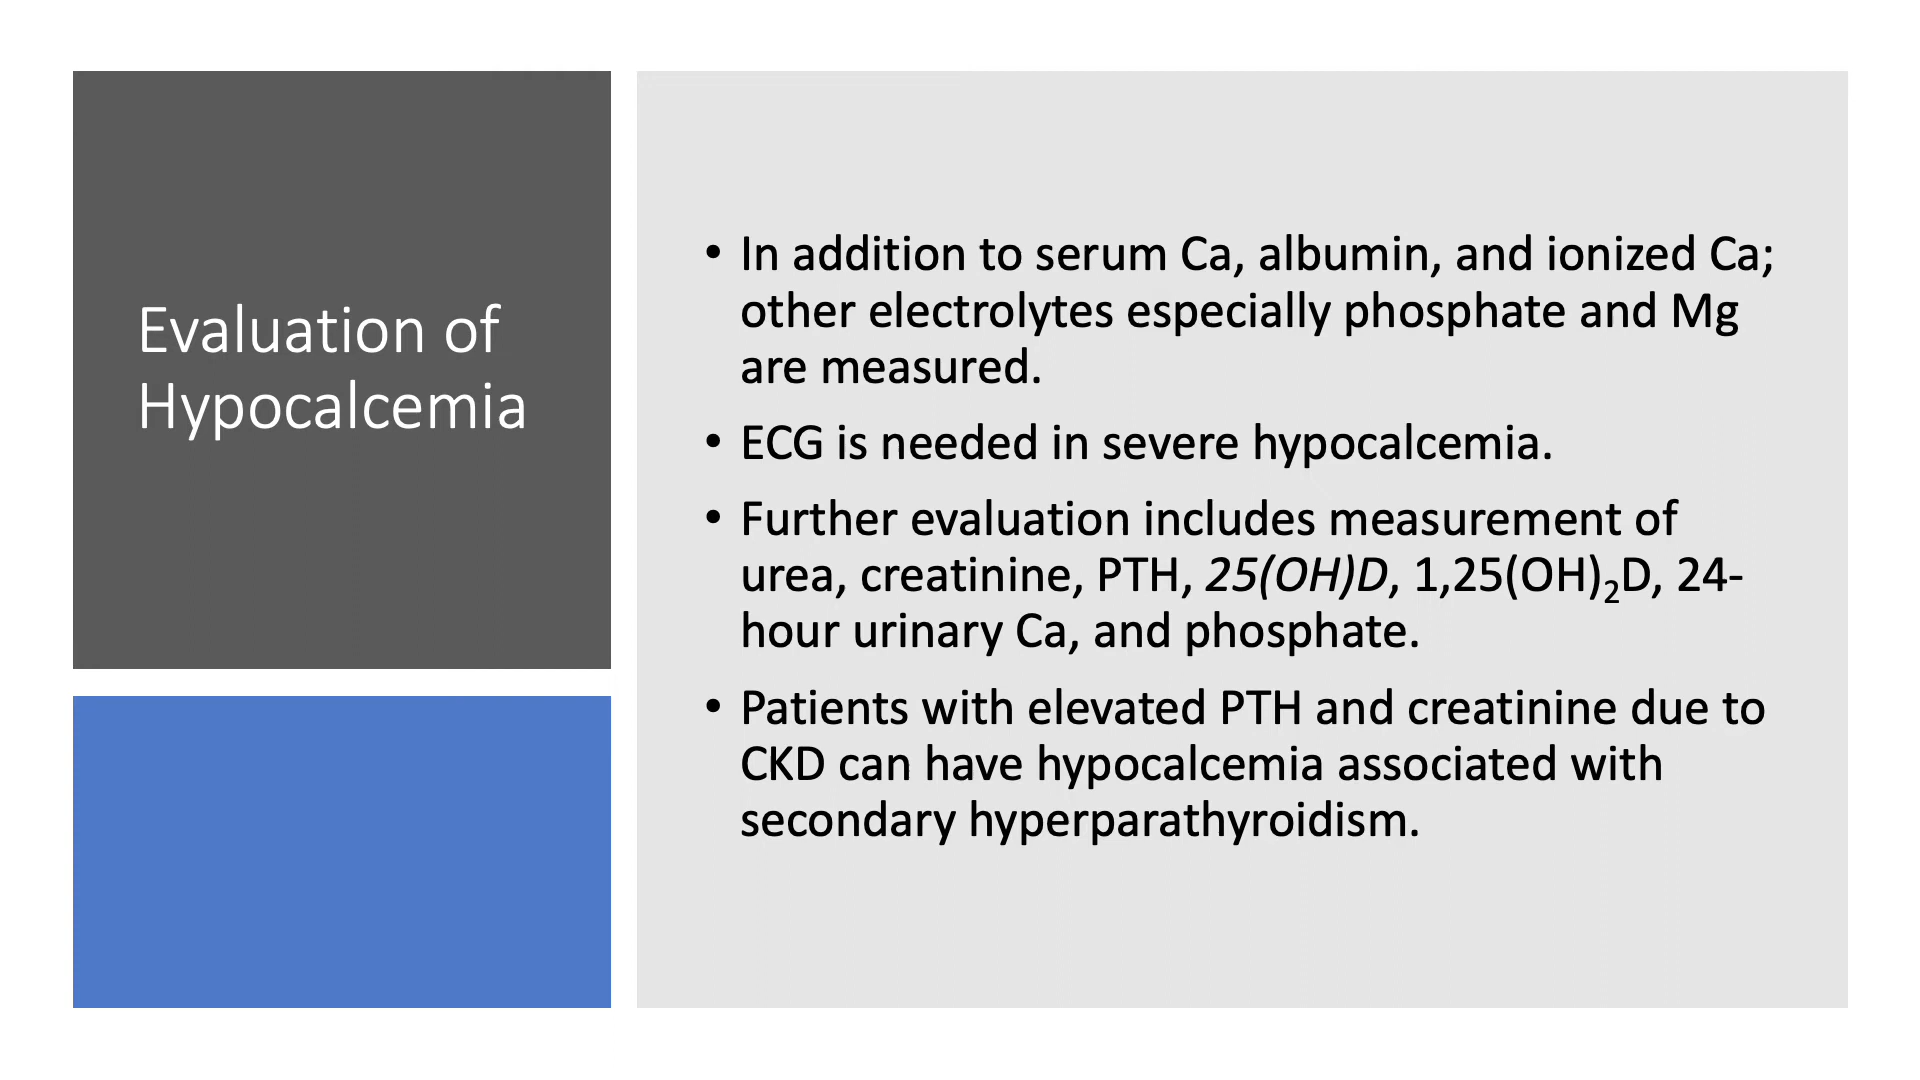 Evaluation of
Hypocalcemia
• In addition to serum Ca, albumin, and ionized Ca;
other electrolytes especially phosphate and Mg
are measured.
• ECG is needed in severe hypocalcemia.
• Further evaluation includes measurement of
urea, creatinine, PTH, 25(OH)D, 1,25(OH)₂D, 24-
hour urinary Ca, and phosphate.
• Patients with elevated PTH and creatinine due to
CKD can have hypocalcemia associated with
secondary hyperparathyroidism.